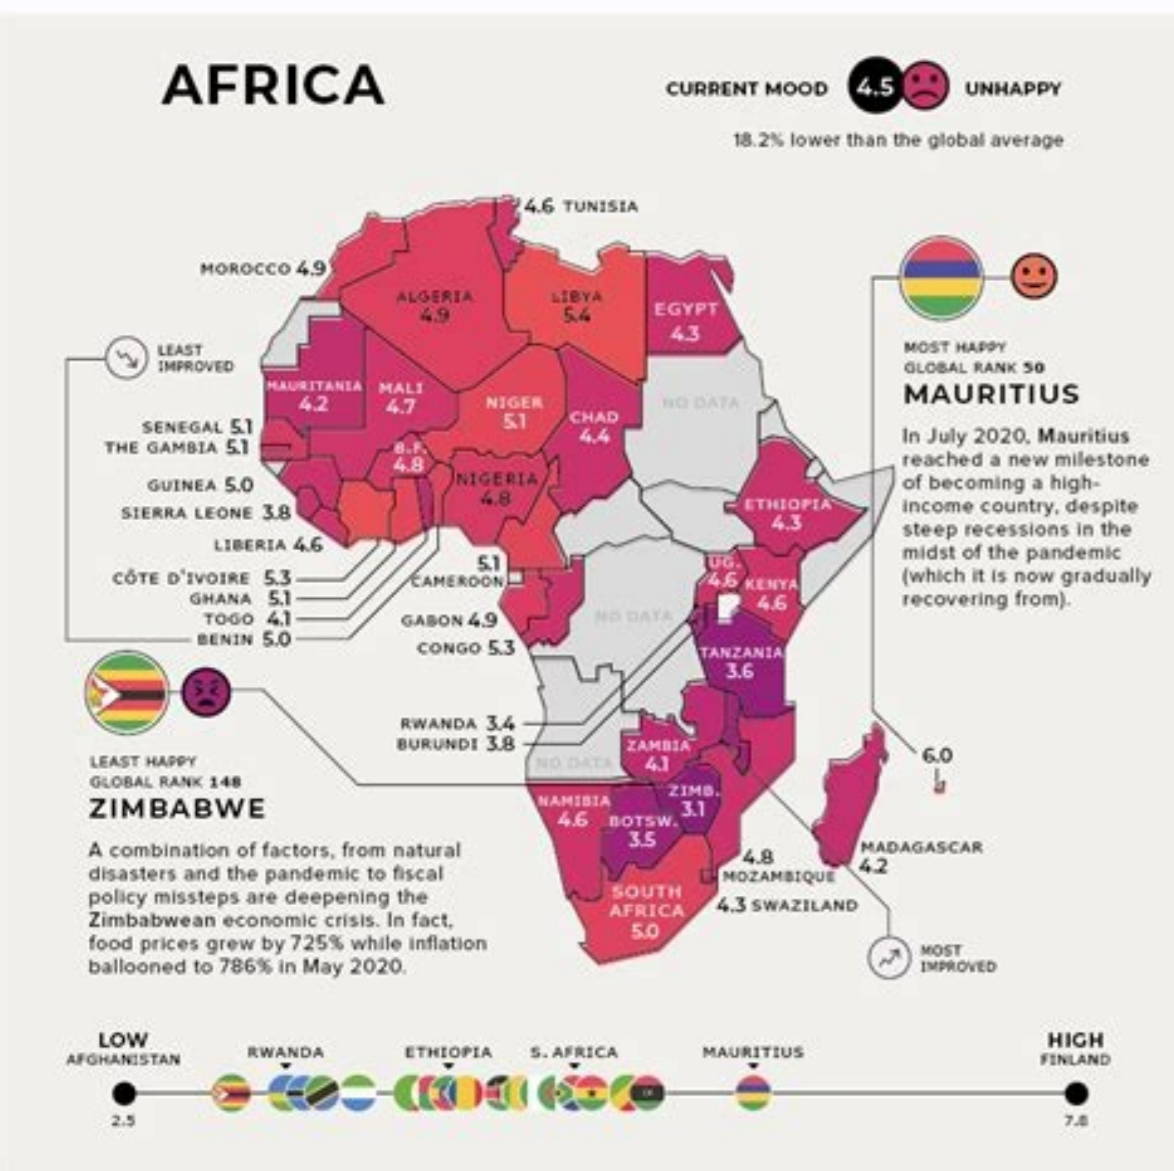 AFRICA
CURRENT MOOD 4.5 UNHAPPY
18.2% lower than the global average
4.6 TUNISIA
MOROCCO 4.9
ALGERIA
4.9
LIBYA
5.4
EGYPT
4.3
LEAST
IMPROVED
MAURITANIA
4.2
MALI
4.7
NIGER
5.1
CHAD
4.4
NO DATA
SENEGAL 5.1
THE GAMBIA 5.1
B.F.
4.8
NIGERIA
4.8
GUINEA 5.0
SIERRA LEONE 3.8
LIBERIA 4.6
ETHIOPIA
4.3
CÔTE D'IVOIRE 5.3
GHANA 5.1
TOGO 4.1
BENIN 5.0
5.1
CAMEROON
GABON 4.9
CONGO 5.3
NO DATA
UG.
4.6
KENYA
4.6
TANZANIA
3.6
RWANDA 3.4
BURUNDI 3.8
NO DATA
ZAMBIA
4.1
NAMIBIA
4.6
BOTSW.
3.5
ZIMB.
3.1
SOUTH
AFRICA
5.0
4.8
MOZAMBIQUE
4.3 SWAZILAND
MADAGASCAR
4.2
6.0
MOST
IMPROVED
MOST HAPPY
GLOBAL RANK 50
MAURITIUS
In July 2020, Mauritius
reached a new milestone
of becoming a high-
income country, despite
steep recessions in the
midst of the pandemic
(which it is now gradually
recovering from).
LEAST HAPPY
GLOBAL RANK 148
ZIMBABWE
A combination of factors, from natural
disasters and the pandemic to fiscal
policy missteps are deepening the
Zimbabwean economic crisis. In fact,
food prices grew by 725% while inflation
ballooned to 786% in May 2020.
LOW
AFGHANISTAN
2.5
RWANDA
ETHIOPIA
S. AFRICA
MAURITIUS
HIGH
FINLAND
7.8